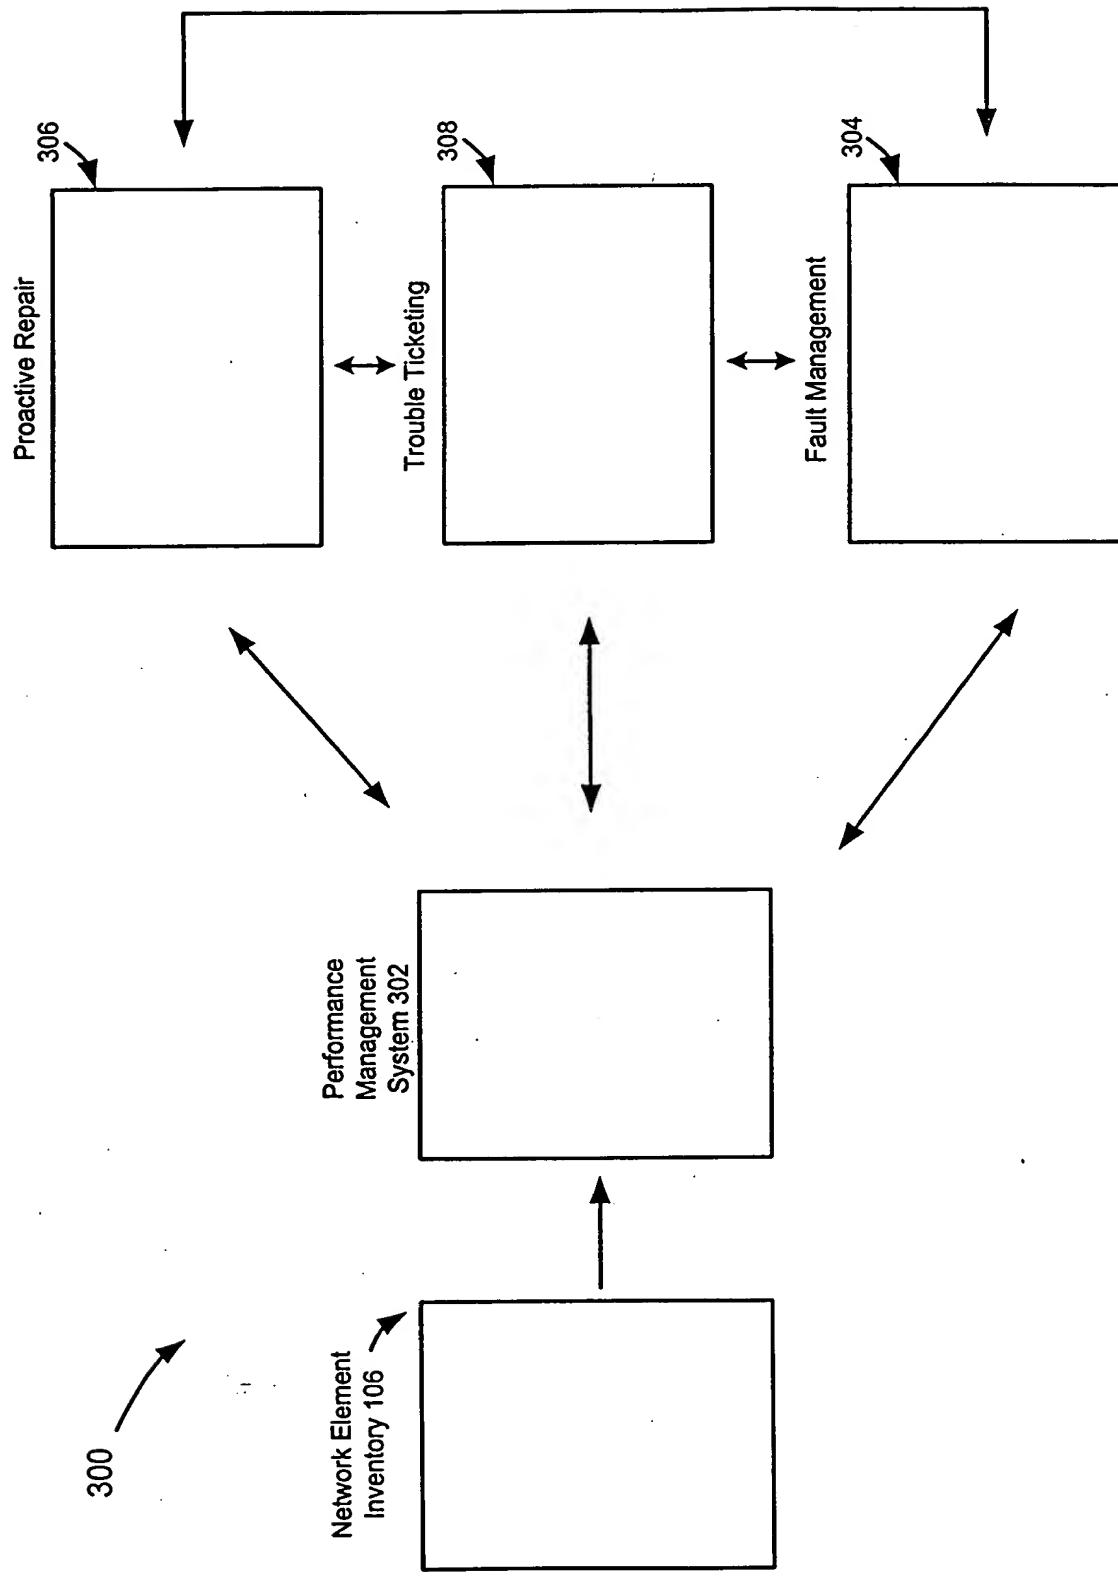 300
Network Element
Inventory 106
Performance
Management
System 302
Proactive Repair
306
Trouble Ticketing
308
Fault Management
304